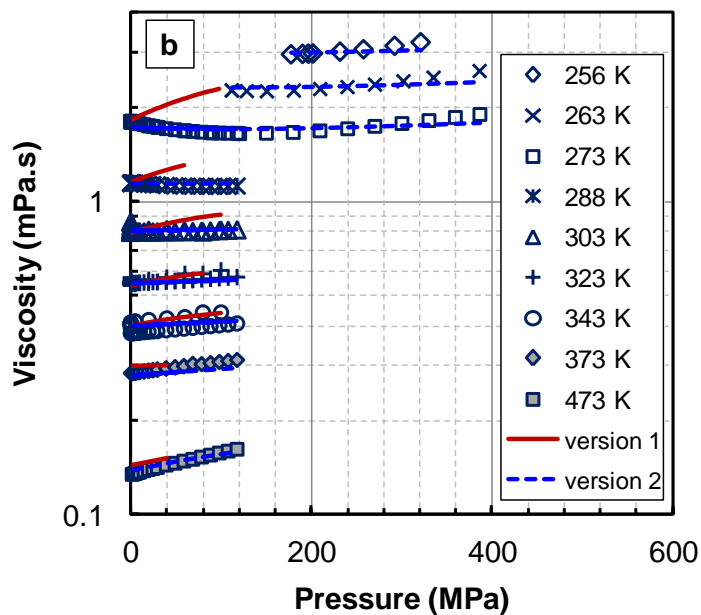 b
256 K
263 K
273 K
288 K
303 K
323 K
343 K
373 K
473 K
version 1
version 2
Viscosity (mPa.s)
1
0.1
0
200
400
600
Pressure (MPa)